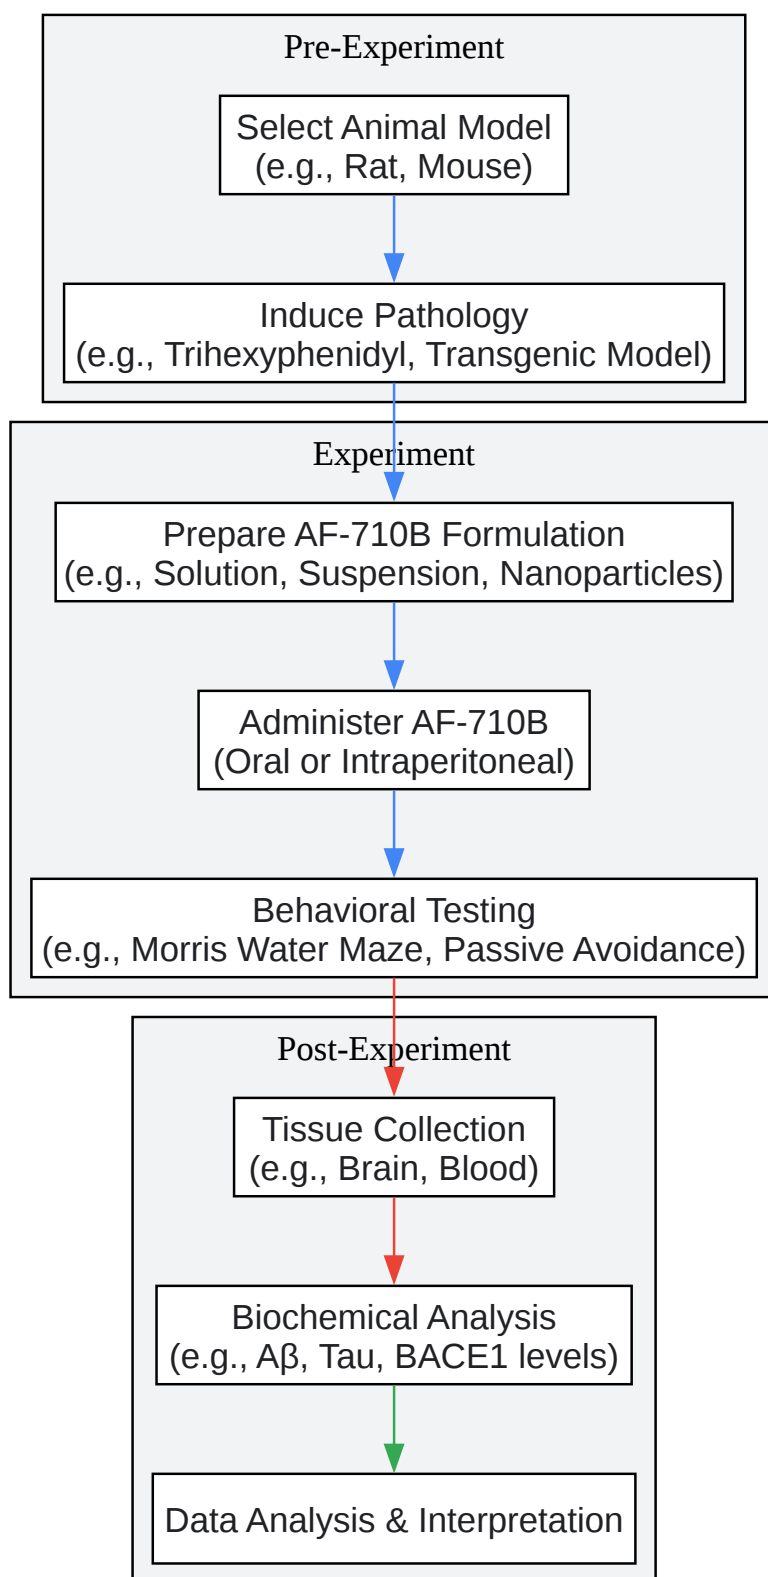 Pre-Experiment
Select Animal Model
(e.g., Rat, Mouse)
Induce Pathology
(e.g., Trihexyphenidyl, Transgenic Model)
Experiment
Prepare AF-710B Formulation
(e.g., Solution, Suspension, Nanoparticles)
Administer AF-710B
(Oral or Intraperitoneal)
Behavioral Testing
(e.g., Morris Water Maze, Passive Avoidance)
Post-Experiment
Tissue Collection
(e.g., Brain, Blood)
Biochemical Analysis
(e.g., Aβ, Tau, BACE1 levels)
Data Analysis & Interpretation